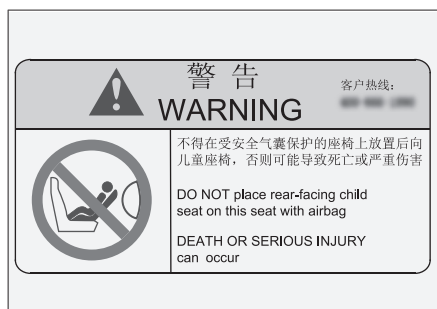 警 告
WARNING
客户热线：
不得在受安全气囊保护的座椅上放置后向
儿童座椅，否则可能导致死亡或严重伤害
DO NOT place rear-facing child
seat on this seat with airbag
DEATH OR SERIOUS INJURY
can occur